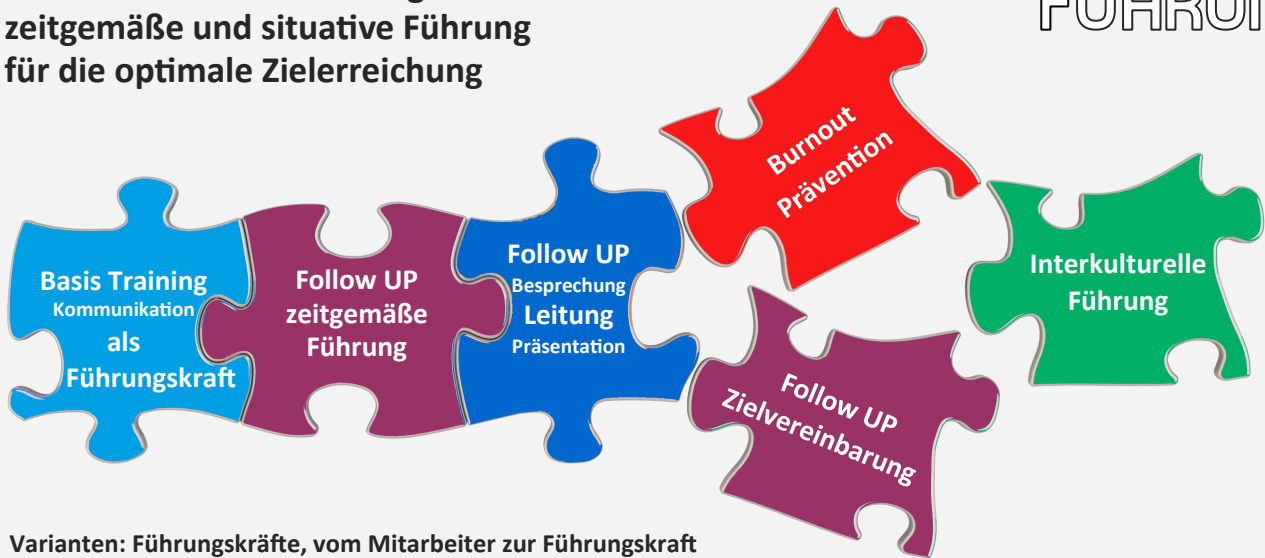 zeitgemäße und situative Führung
für die optimale Zielerreichung
Basis Training
Kommunikation
als
Führungskraft
Follow UP
zeitgemäße
Führung
Follow UP
Besprechung
Leitung
Präsentation
Burnout
Prävention
Follow UP
Zielvereinbarung
Interkulturelle
Führung
Varianten: Führungskräfte, vom Mitarbeiter zur Führungskraft